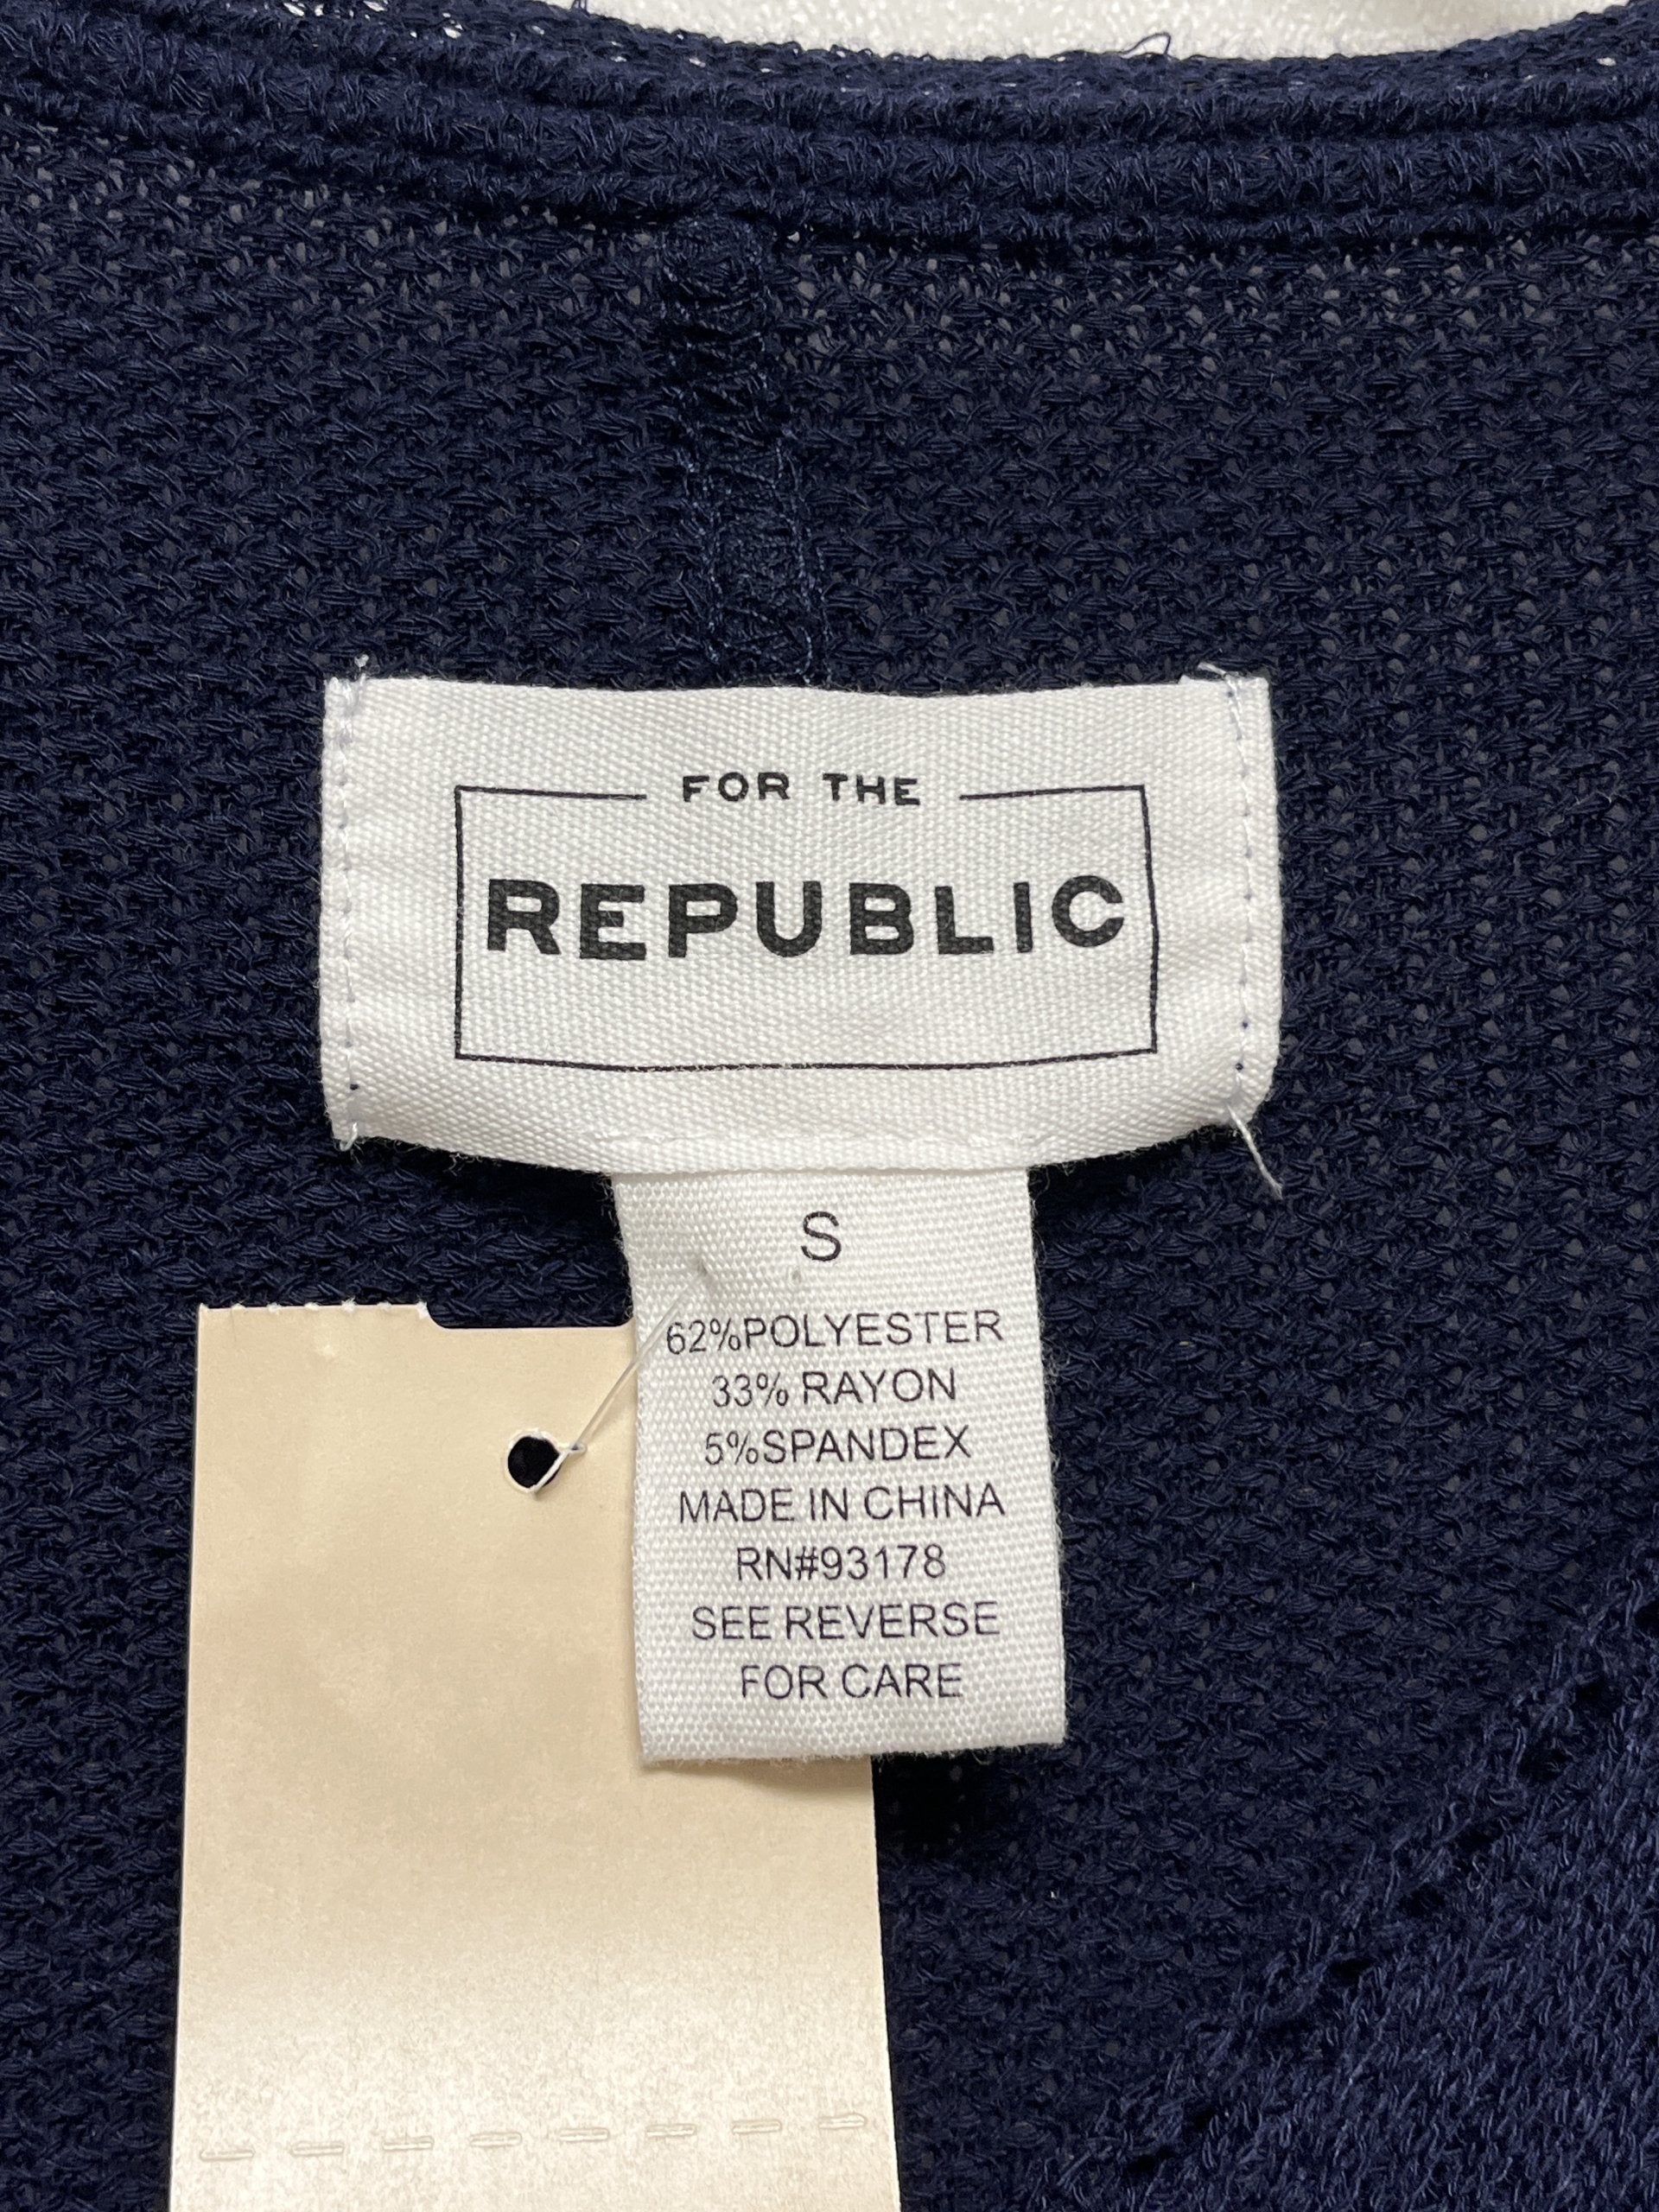 FOR THE
REPUBLIC
S
62%POLYESTER
33% RAYON
5%SPANDEX
MADE IN CHINA
RN#93178
SEE REVERSE
FOR CARE